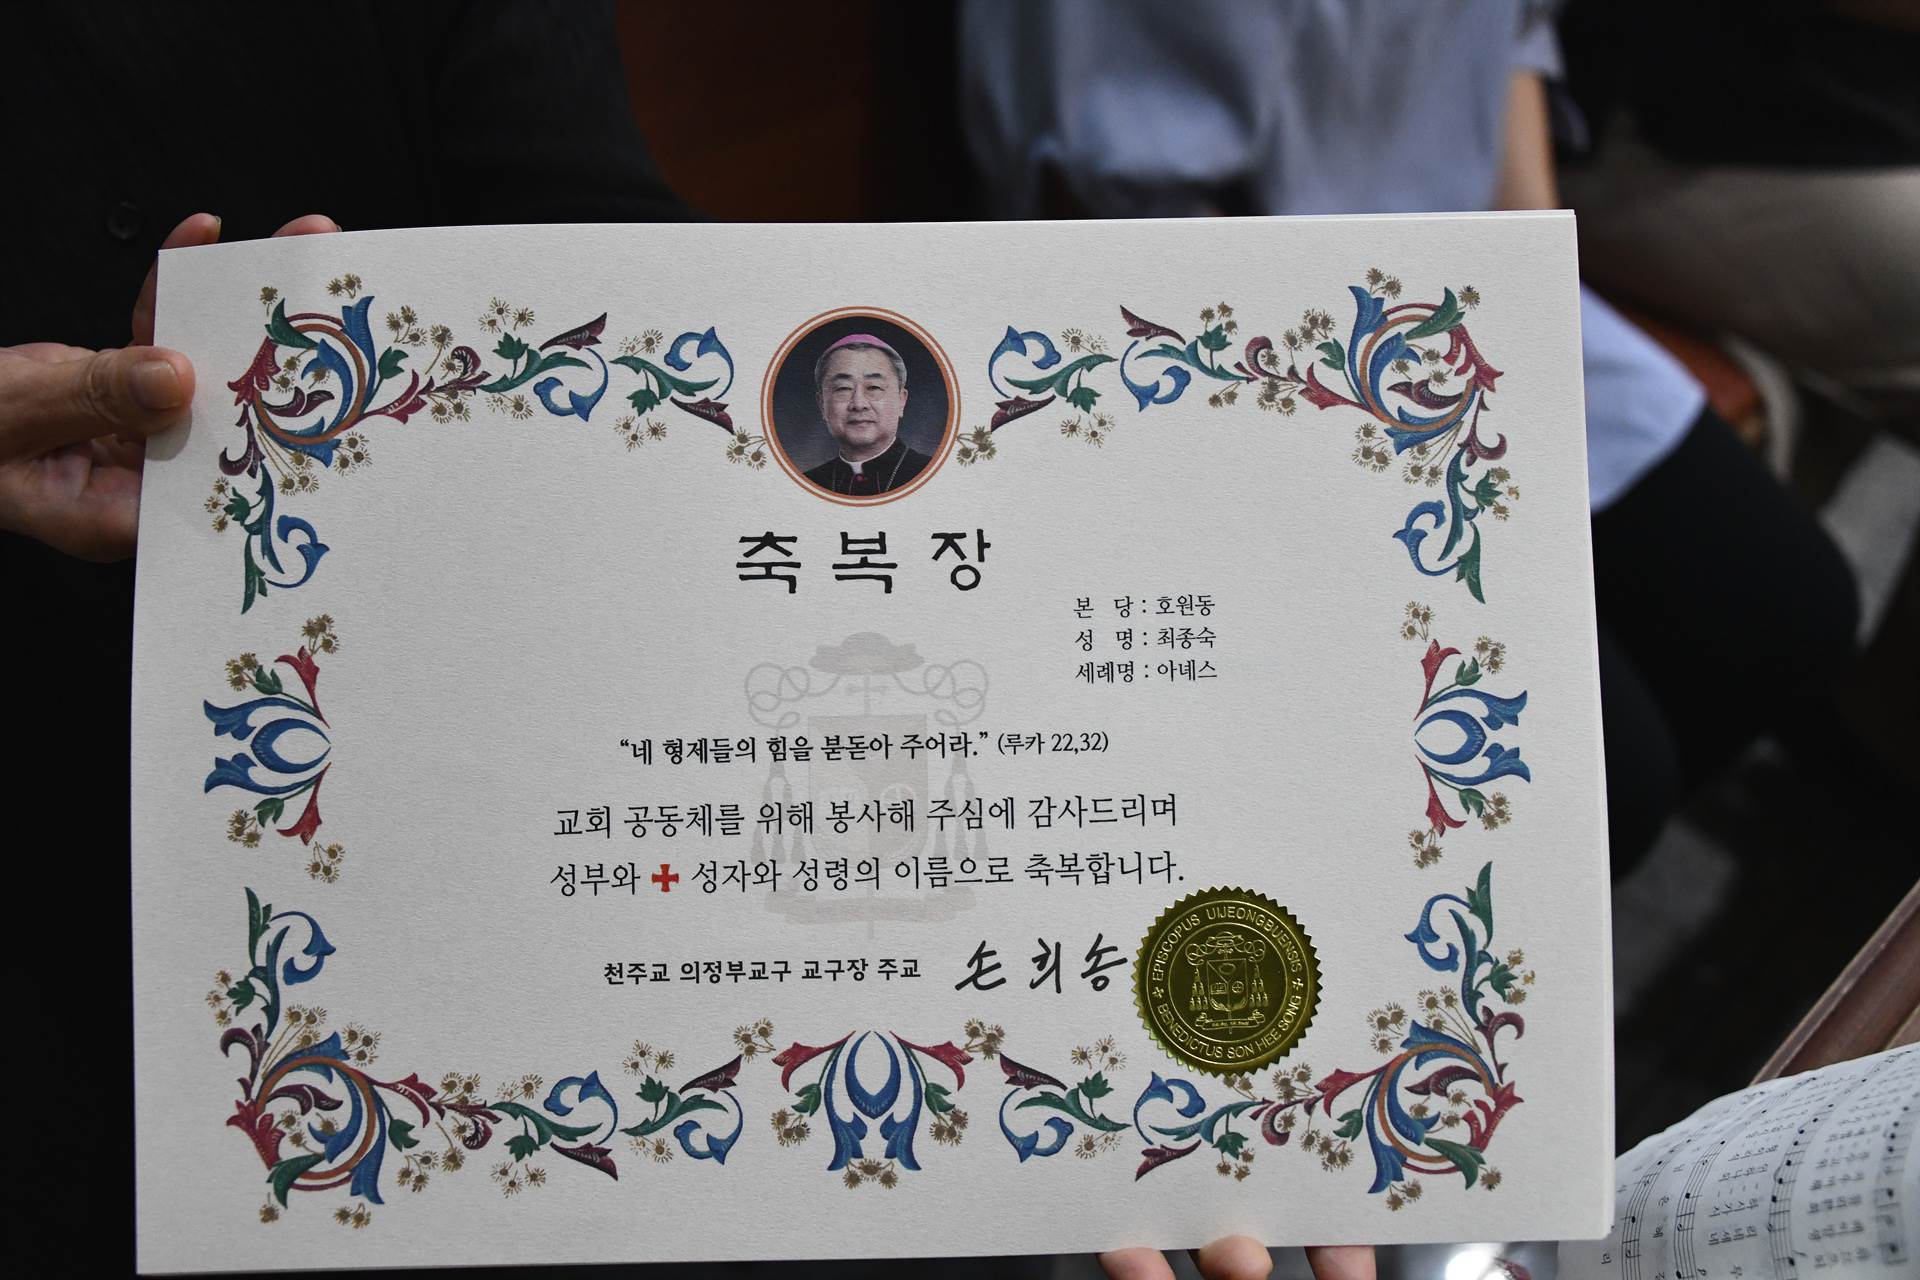 축복장
본 당 : 호원동
성 명 : 최종숙
세례명 : 아녜스
“네 형제들의 힘을 북돋아 주어라.” (루카 22,32)
교회 공동체를 위해 봉사해 주심에 감사드리며
성부와 ✚ 성자와 성령의 이름으로 축복합니다.
천주교 의정부교구 교구장 주교 손희송
EPISCOPUS UIJEONGBUENSIS
BENEDICTUS SON HEE SONG